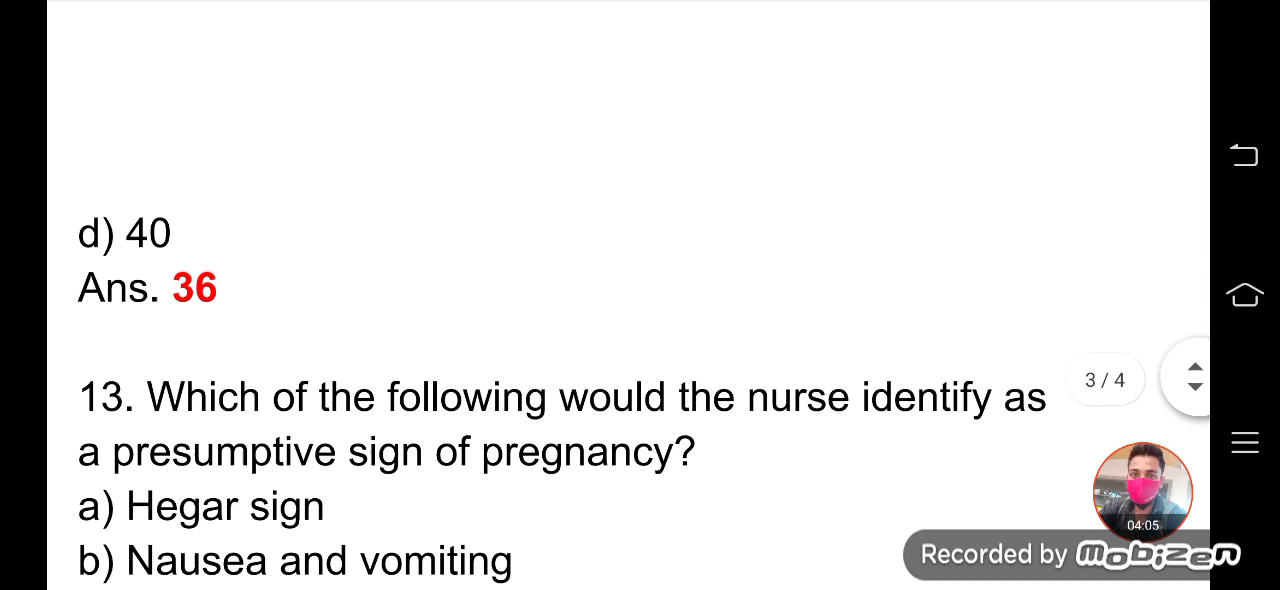 d) 40
Ans. 36
13. Which of the following would the nurse identify as
a presumptive sign of pregnancy?
a) Hegar sign
b) Nausea and vomiting
3 / 4
04:05
Recorded by Mobizen